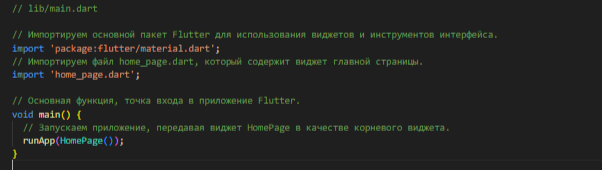 // lib/main.dart
// Импортируем основной пакет Flutter для использования виджетов и инструментов интерфейса.
import 'package:flutter/material.dart';
// Импортируем файл home_page.dart, который содержит виджет главной страницы.
import 'home_page.dart';
// Основная функция, точка входа в приложение Flutter.
void main() {
// Запускаем приложение, передавая виджет HomePage в качестве корневого виджета.
runApp(HomePage());
}